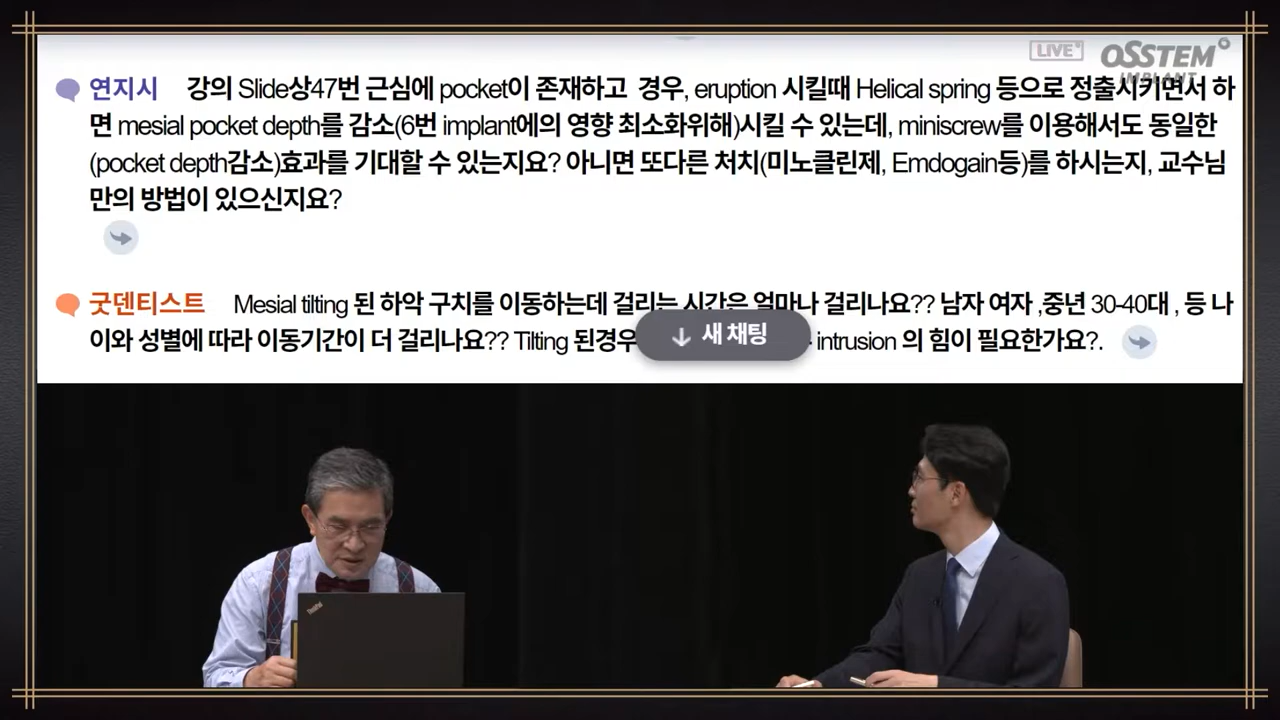 LIVE
OSSTEM
IMPLANT
연지시 강의 Slide상47번 근심에 pocket이 존재하고 경우, eruption 시킬때 Helical spring 등으로 정출시키면서 하
면 mesial pocket depth를 감소(6번 implant에의 영향 최소화위해)시킬 수 있는데, miniscrew를 이용해서도 동일한
(pocket depth감소)효과를 기대할 수 있는지요? 아니면 또다른 처치(미노클린제, Emdogain등)를 하시는지, 교수님
만의 방법이 있으신지요?
굿덴티스트 Mesial tilting 된 하악 구치를 이동하는데 걸리는 시간은 얼마나 걸리나요?? 남자 여자 ,중년 30-40대 , 등 나
이와 성별에 따라 이동기간이 더 걸리나요?? Tilting 된경우 intrusion 의 힘이 필요한가요?.
새 채팅
ThinkPad